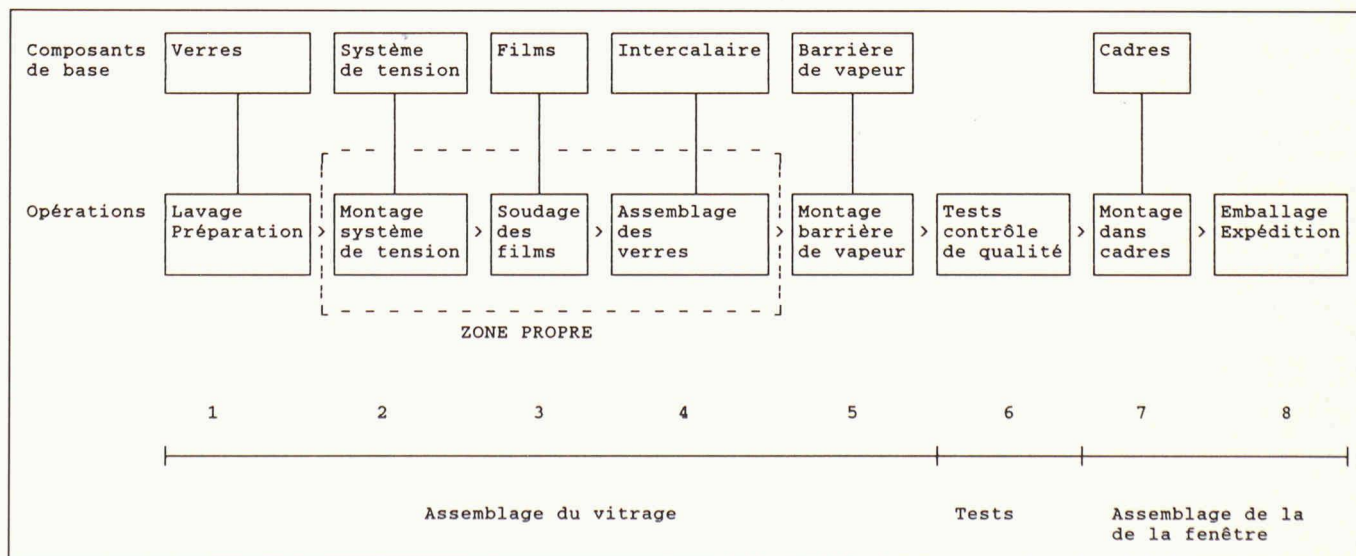 Composants
de base
Verres
Système
de tension
Films
Intercalaire
Barrière
de vapeur
Cadres
Opérations
Lavage
Préparation
>
Montage
système
de tension
>
Soudage
des
films
>
Assemblage
des
verres
>
Montage
barrière
de vapeur
>
Tests
contrôle
de qualité
>
Montage
dans
cadres
>
Emballage
Expédition
ZONE PROPRE
1 2 3 4 5 6 7 8
Assemblage du vitrage
Tests
Assemblage de la
de la fenêtre